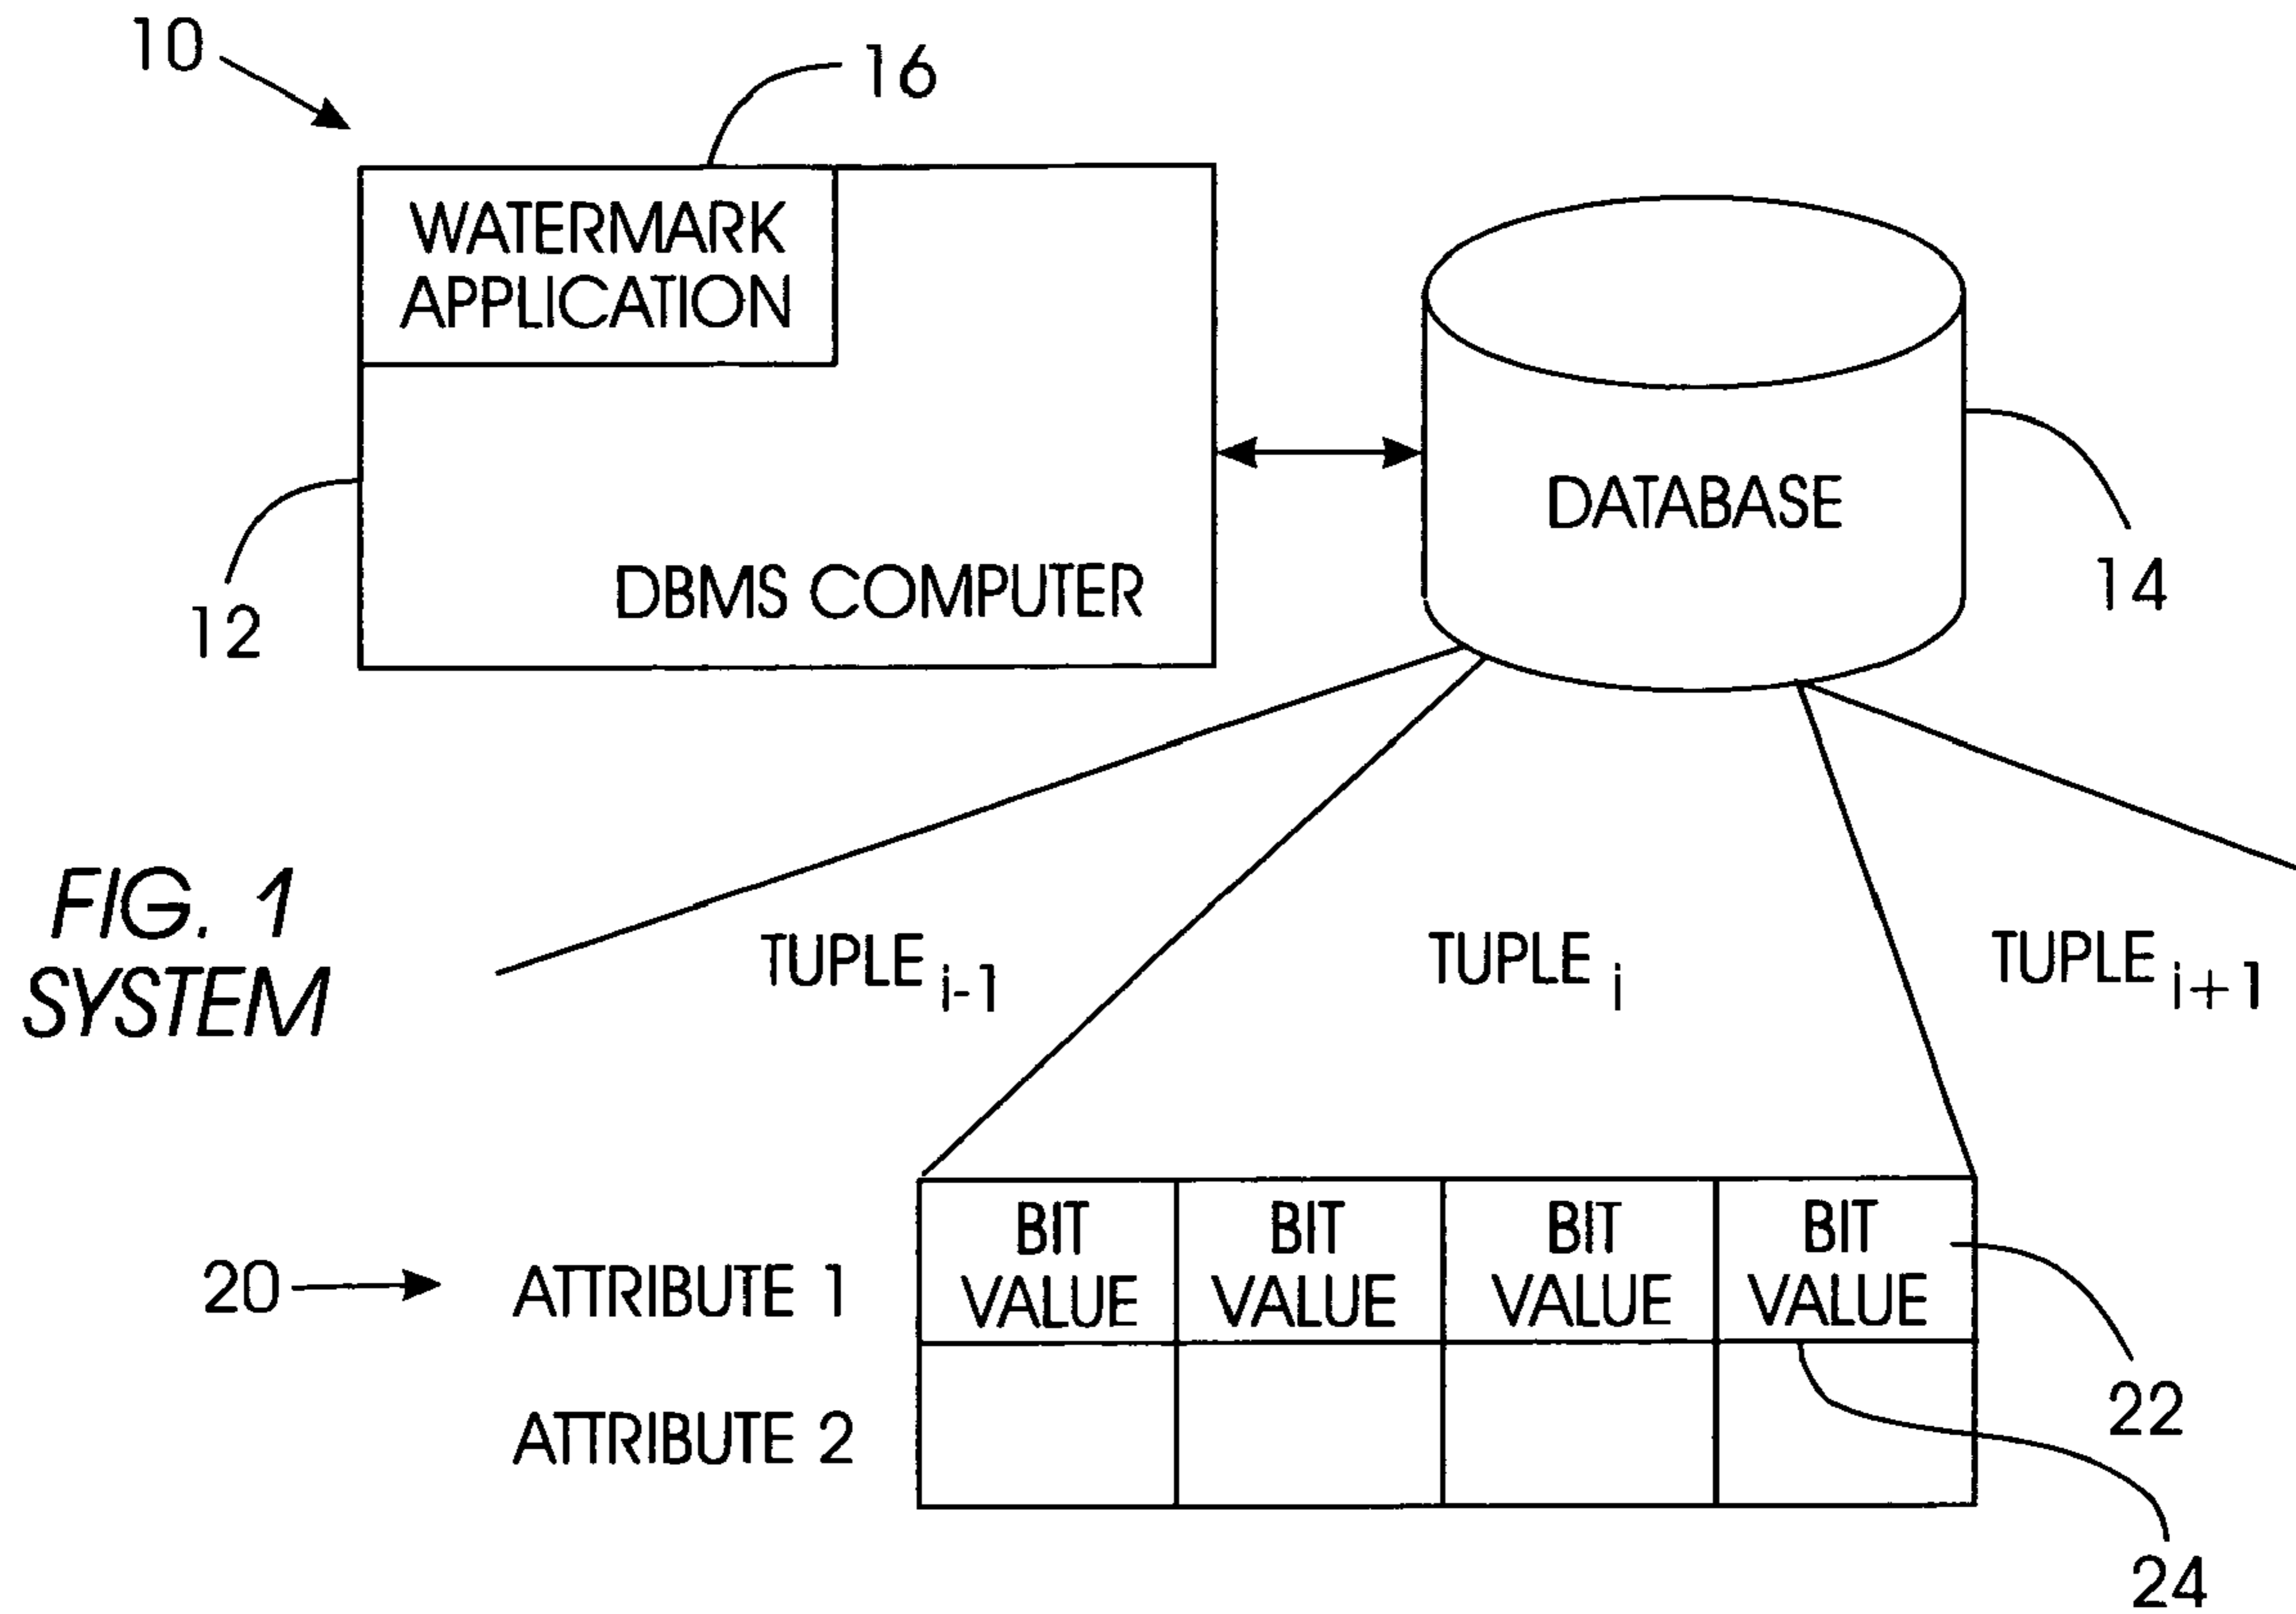 10
16
WATERMARK
APPLICATION
DATABASE
14
DBMS COMPUTER
12
FIG. 1
SYSTEM
TUPLE i-1
TUPLE i
TUPLE i+1
20
ATTRIBUTE 1
BIT VALUE
BIT VALUE
BIT VALUE
BIT VALUE
22
ATTRIBUTE 2
24